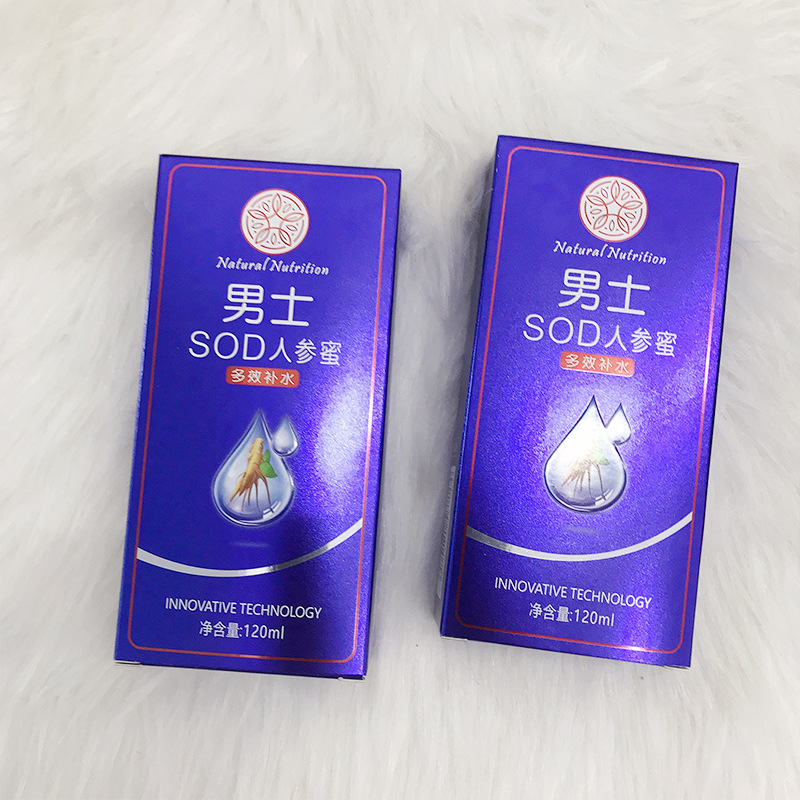 Natural Nutrition
男士
SOD人参蜜
多效补水
INNOVATIVE TECHNOLOGY
净含量:120ml
Natural Nutrition
男士
SOD人参蜜
多效补水
INNOVATIVE TECHNOLOGY
净含量:120ml